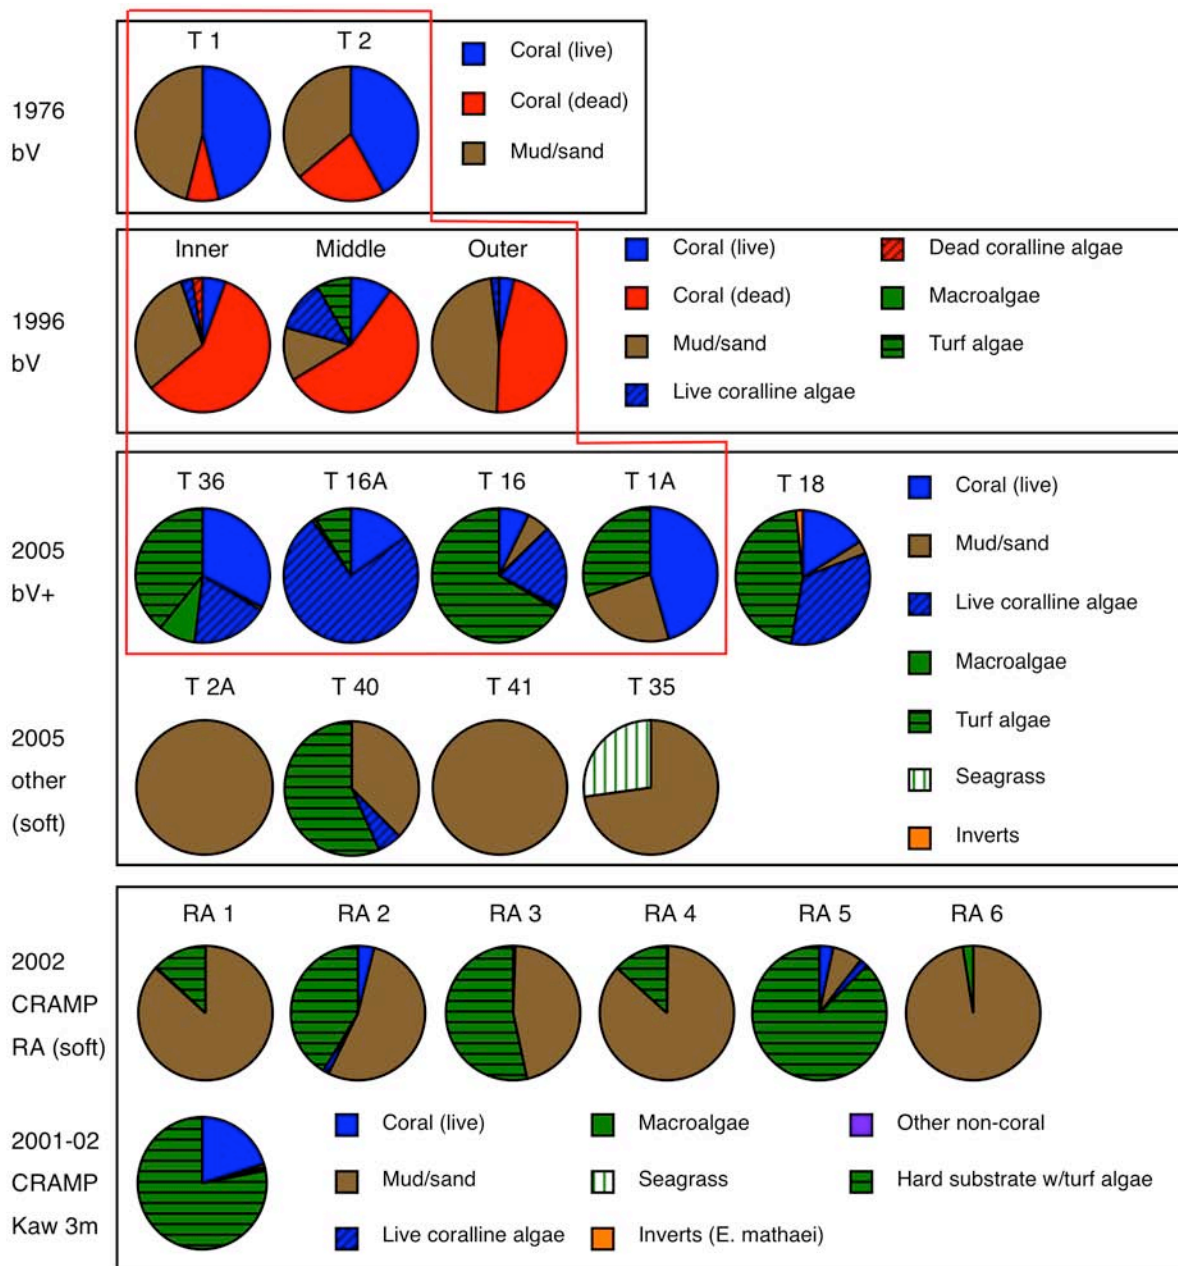 T 1
T 2
Coral (live)
Coral (dead)
Mud/sand
1976
bV
Inner
Middle
Outer
Coral (live)
Dead coralline algae
Coral (dead)
Macroalgae
Mud/sand
Turf algae
Live coralline algae
1996
bV
T 36
T 16A
T 16
T 1A
T 18
Coral (live)
Mud/sand
Live coralline algae
Macroalgae
Turf algae
Seagrass
Inverts
2005
bV+
T 2A
T 40
T 41
T 35
2005
other
(soft)
RA 1
RA 2
RA 3
RA 4
RA 5
RA 6
2002
CRAMP
RA (soft)
2001-02
CRAMP
Kaw 3m
Coral (live)
Macroalgae
Other non-coral
Mud/sand
Seagrass
Hard substrate w/turf algae
Live coralline algae
Inverts (E. mathaei)